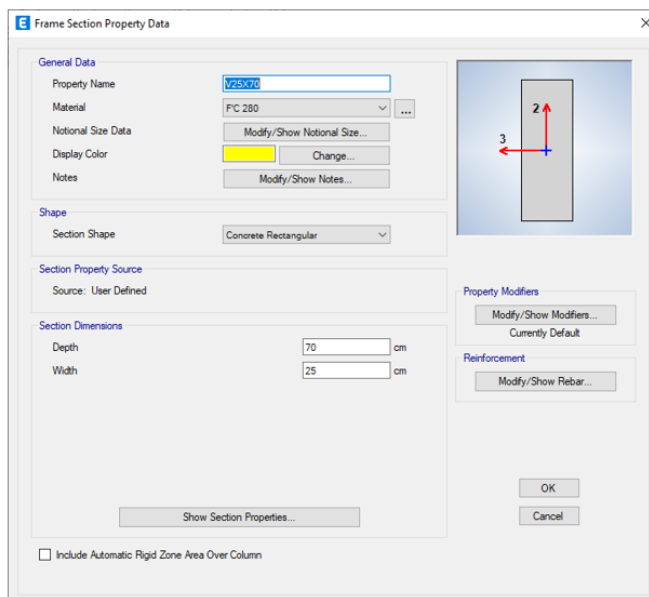 E Frame Section Property Data
General Data
Property Name V25X70
Material F'C 280 ...
Notional Size Data Modify/Show Notional Size...
Display Color Change...
Notes Modify/Show Notes...
Shape
Section Shape Concrete Rectangular
Section Property Source
Source: User Defined
Section Dimensions
Depth 70 cm
Width 25 cm
Show Section Properties...
Include Automatic Rigid Zone Area Over Column
2
3
Property Modifiers
Modify/Show Modifiers...
Currently Default
Reinforcement
Modify/Show Rebar...
OK
Cancel